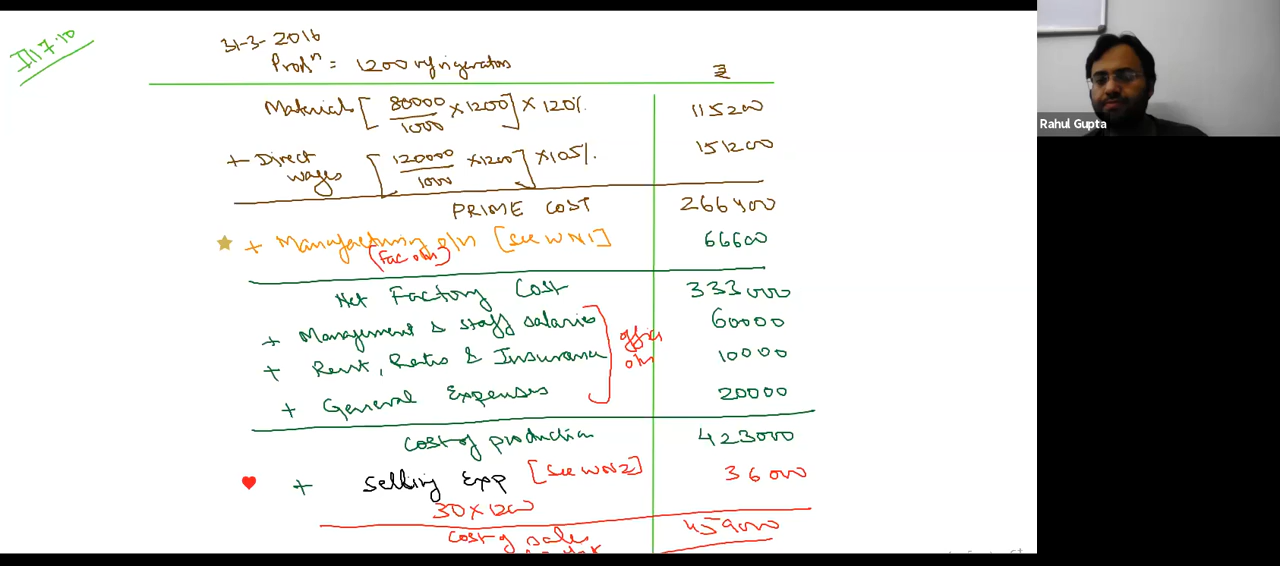 Ill 7.10
31-3-2016
Prodn = 1200 refrigerators
₹
Materials [80000/1000 × 1200] × 120% 115200
+ Direct wages [120000/1000 × 1200] × 105% 151200
PRIME COST 266400
+ Manufacturing o/h [See WN1] 66600
(Fac o/h)
Net Factory Cost 333000
+ Management & staff salaries 60000
+ Rent, Rates & Insurance 10000
office o/h
+ General Expenses 20000
Cost of production 423000
+ Selling Exp [See WN2] 36000
30 × 1200
Cost of sales 459000
Rahul Gupta